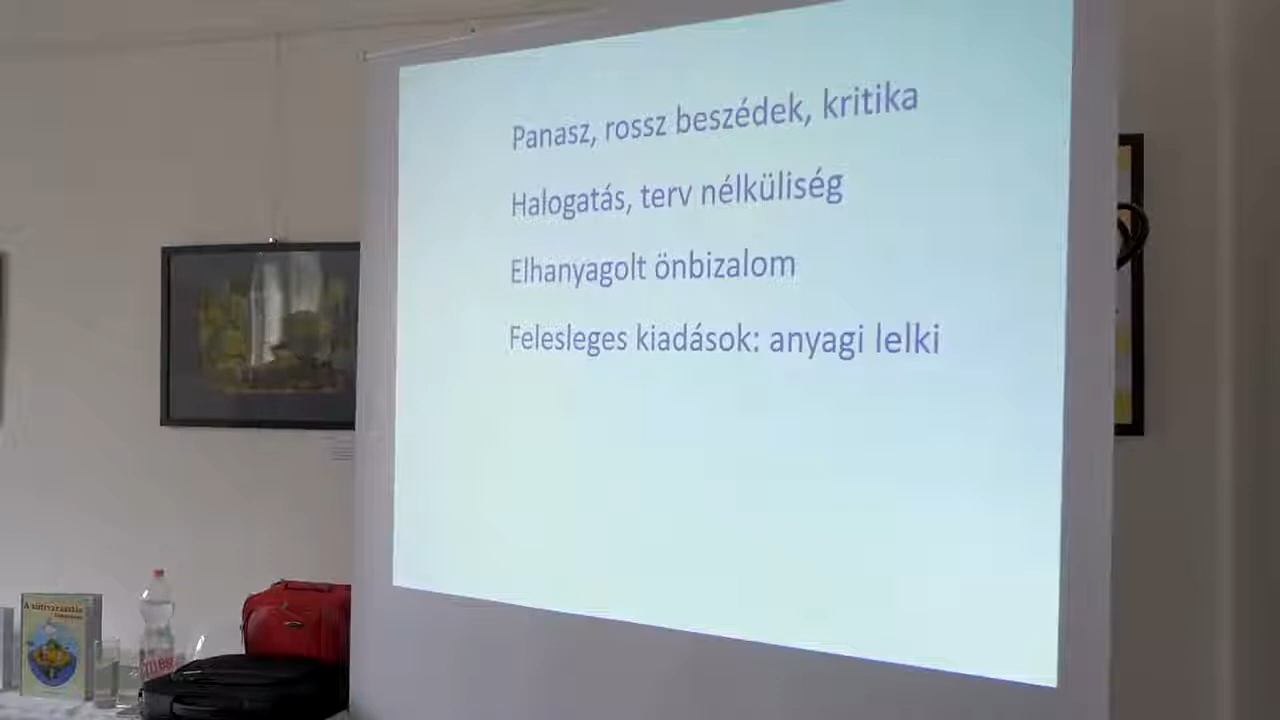 Panasz, rossz beszédek, kritika
Halogatás, terv nélküliség
Elhanyagolt önbizalom
Felesleges kiadások: anyagi lelki